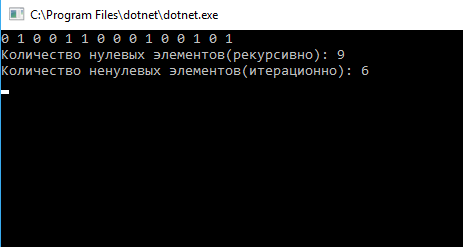 C:\Program Files\dotnet\dotnet.exe
0 1 0 0 1 1 0 0 0 1 0 0 1 0 1
Количество нулевых элементов(рекурсивно): 9
Количество ненулевых элементов(итерационно): 6